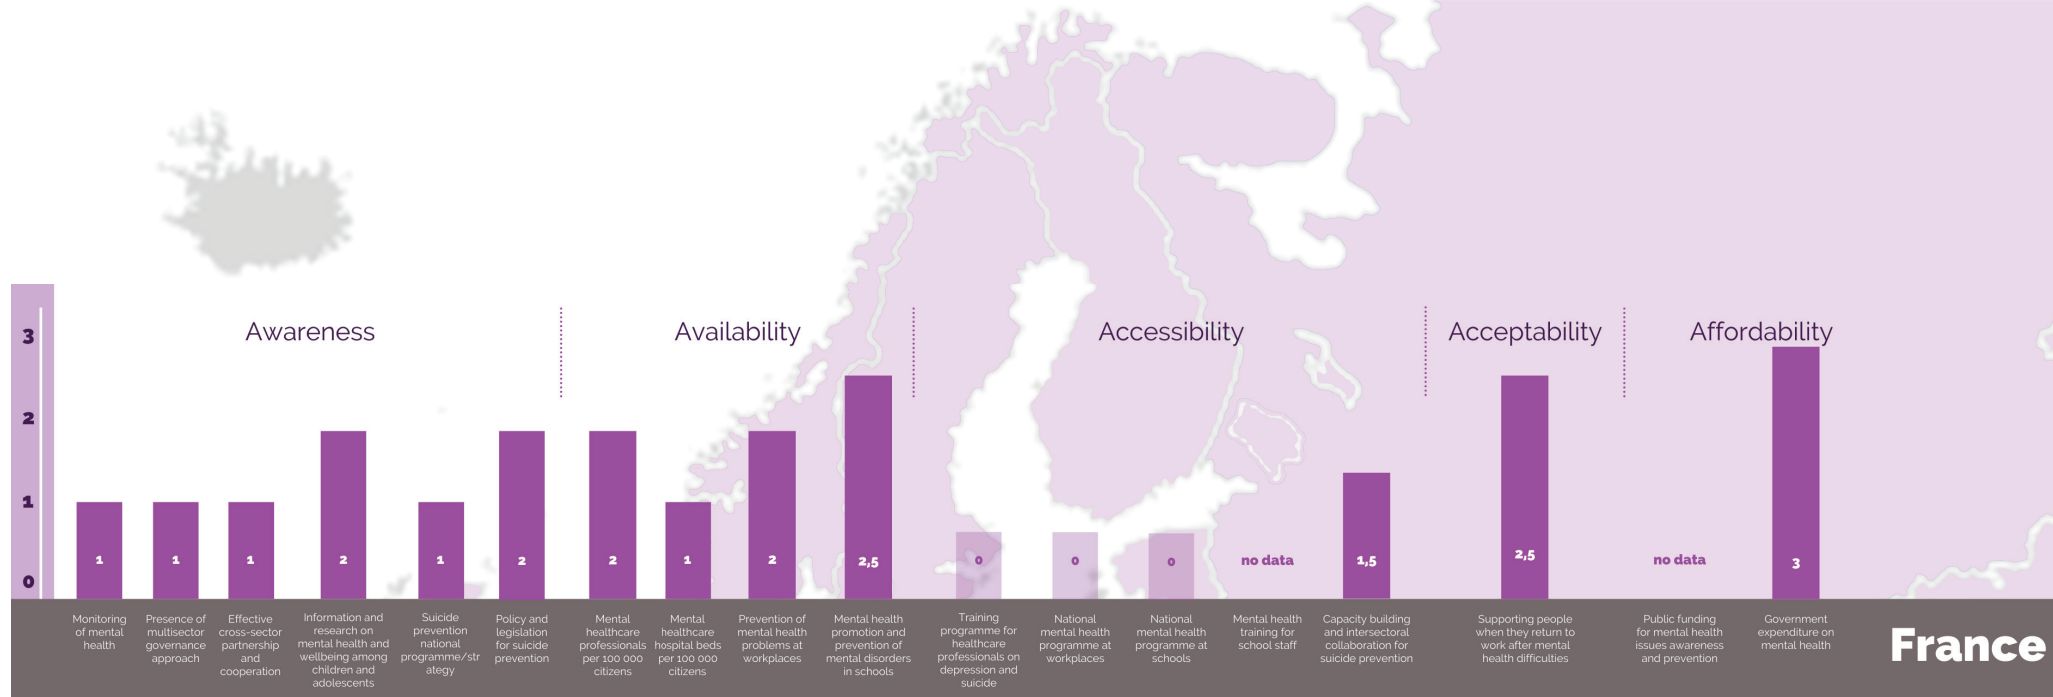 3
2
1
0
Awareness
Availability
Accessibility
Acceptability
Affordability
1
1
1
2
1
2
2
1
2
2,5
0
0
0
no data
1,5
2,5
no data
3
Monitoring
of mental
health
Presence of
multisector
governance
approach
Effective
cross-sector
partnership
and
cooperation
Information and
research on
mental health and
wellbeing among
children and
adolescents
Suicide
prevention
national
programme/str
ategy
Policy and
legislation
for suicide
prevention
Mental
healthcare
professionals
per 100 000
citizens
Mental
healthcare
hospital beds
per 100 000
citizens
Prevention of
mental health
problems at
workplaces
Mental health
promotion and
prevention of
mental disorders
in schools
Training
programme for
healthcare
professionals on
depression and
suicide
National
mental health
programme at
workplaces
National
mental health
programme at
schools
Mental health
training for
school staff
Capacity building
and intersectoral
collaboration for
suicide prevention
Supporting people
when they return to
work after mental
health difficulties
Public funding
for mental health
issues awareness
and prevention
Government
expenditure on
mental health
France